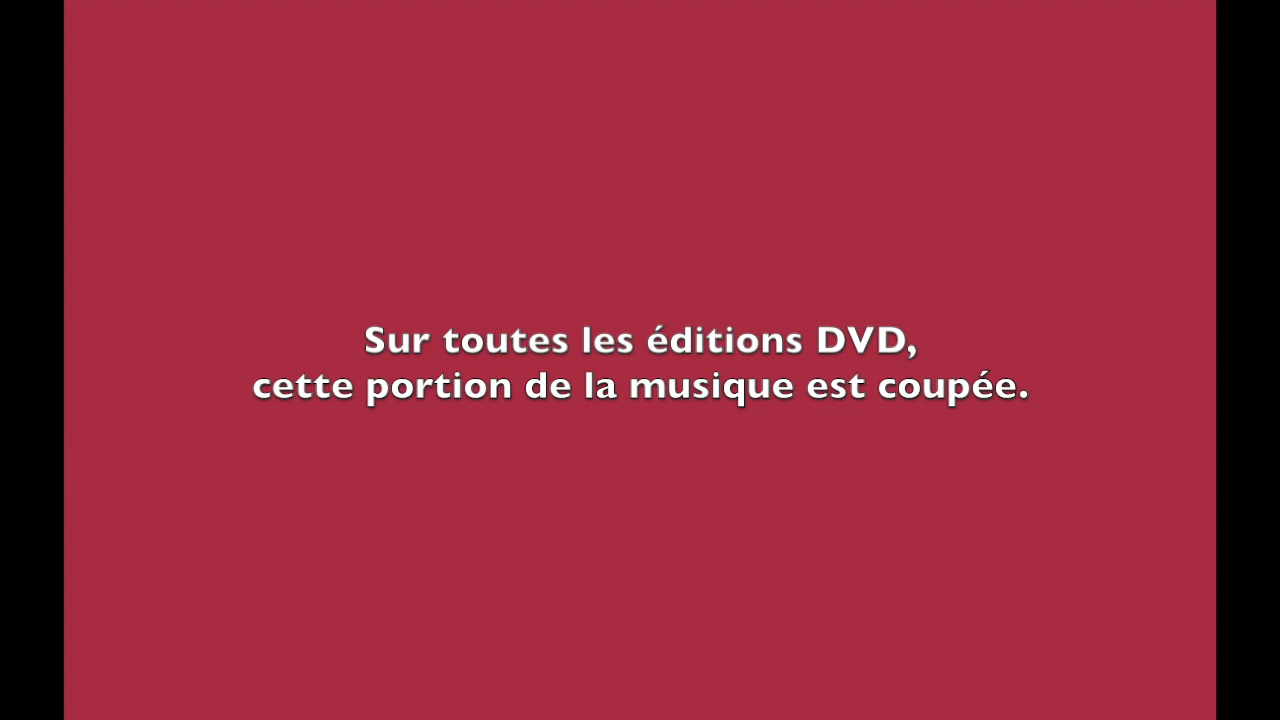 Sur toutes les éditions DVD,
cette portion de la musique est coupée.